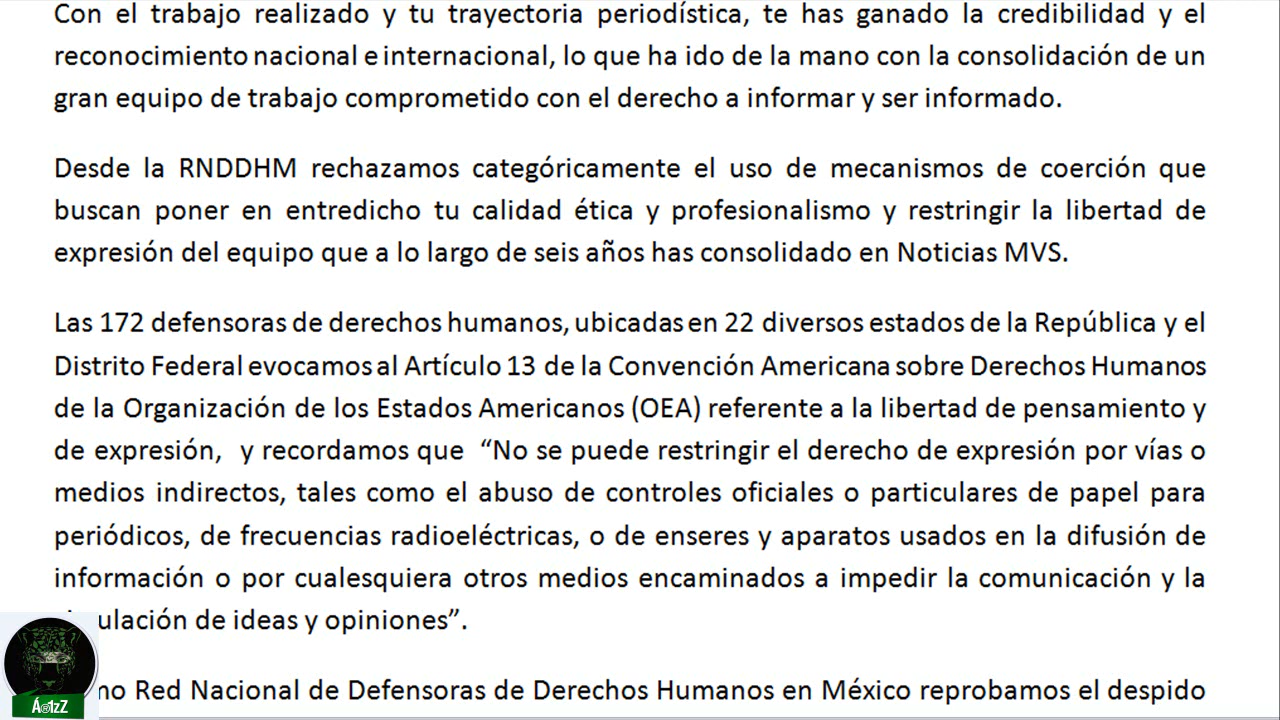 Con el trabajo realizado y tu trayectoria periodística, te has ganado la credibilidad y el
reconocimiento nacional e internacional, lo que ha ido de la mano con la consolidación de un
gran equipo de trabajo comprometido con el derecho a informar y ser informado.
Desde la RNDDHM rechazamos categóricamente el uso de mecanismos de coerción que
buscan poner en entredicho tu calidad ética y profesionalismo y restringir la libertad de
expresión del equipo que a lo largo de seis años has consolidado en Noticias MVS.
Las 172 defensoras de derechos humanos, ubicadas en 22 diversos estados de la República y el
Distrito Federal evocamos al Artículo 13 de la Convención Americana sobre Derechos Humanos
de la Organización de los Estados Americanos (OEA) referente a la libertad de pensamiento y
de expresión, y recordamos que “No se puede restringir el derecho de expresión por vías o
medios indirectos, tales como el abuso de controles oficiales o particulares de papel para
periódicos, de frecuencias radioeléctricas, o de enseres y aparatos usados en la difusión de
información o por cualesquiera otros medios encaminados a impedir la comunicación y la
de ideas y opiniones”.
Red Nacional de Defensoras de Derechos Humanos en México reprobamos el despido
Á@1zZ